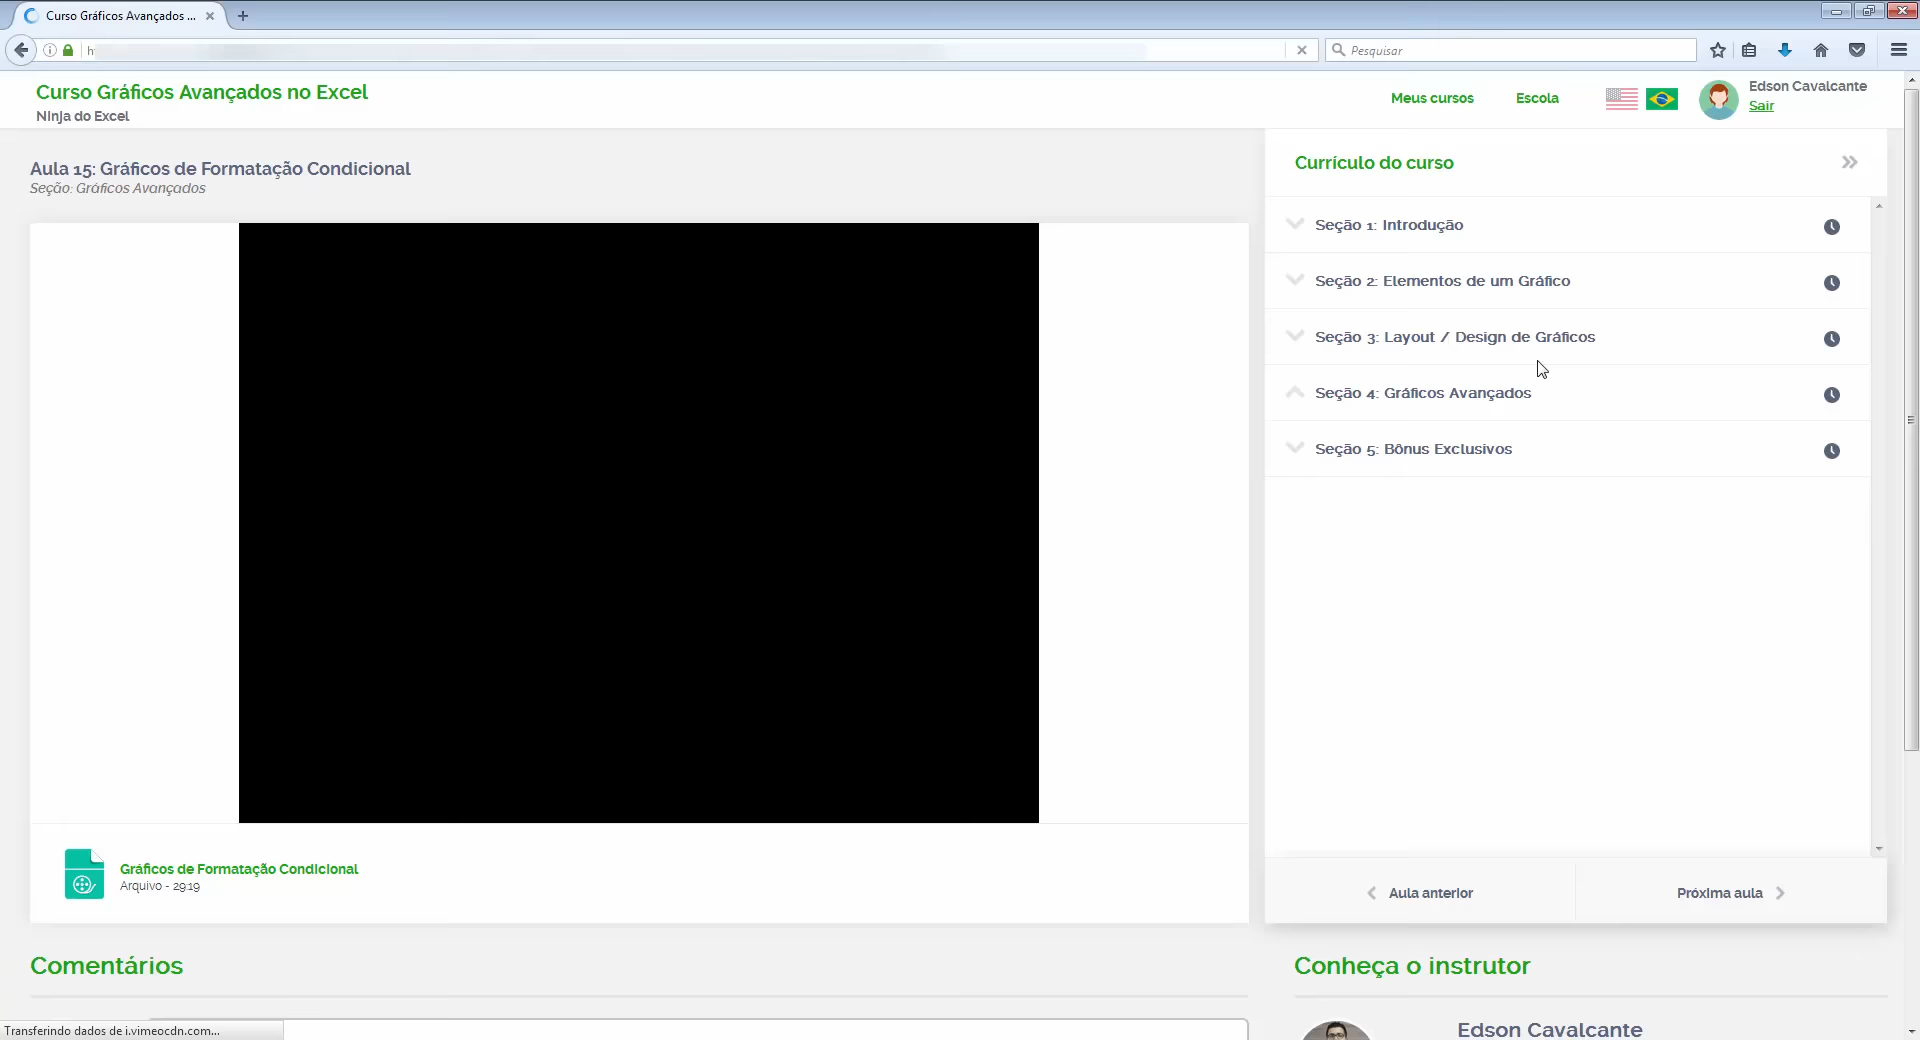 Curso Gráficos Avançados ...
Pesquisar
Curso Gráficos Avançados no Excel
Ninja do Excel
Meus cursos
Escola
Edson Cavalcante
Sair
Aula 15: Gráficos de Formatação Condicional
Seção: Gráficos Avançados
Currículo do curso
Seção 1: Introdução
Seção 2: Elementos de um Gráfico
Seção 3: Layout / Design de Gráficos
Seção 4: Gráficos Avançados
Seção 5: Bônus Exclusivos
Gráficos de Formatação Condicional
Arquivo - 29:19
Aula anterior
Próxima aula
Comentários
Conheça o instrutor
Edson Cavalcante
Transferindo dados de i.vimeocdn.com...